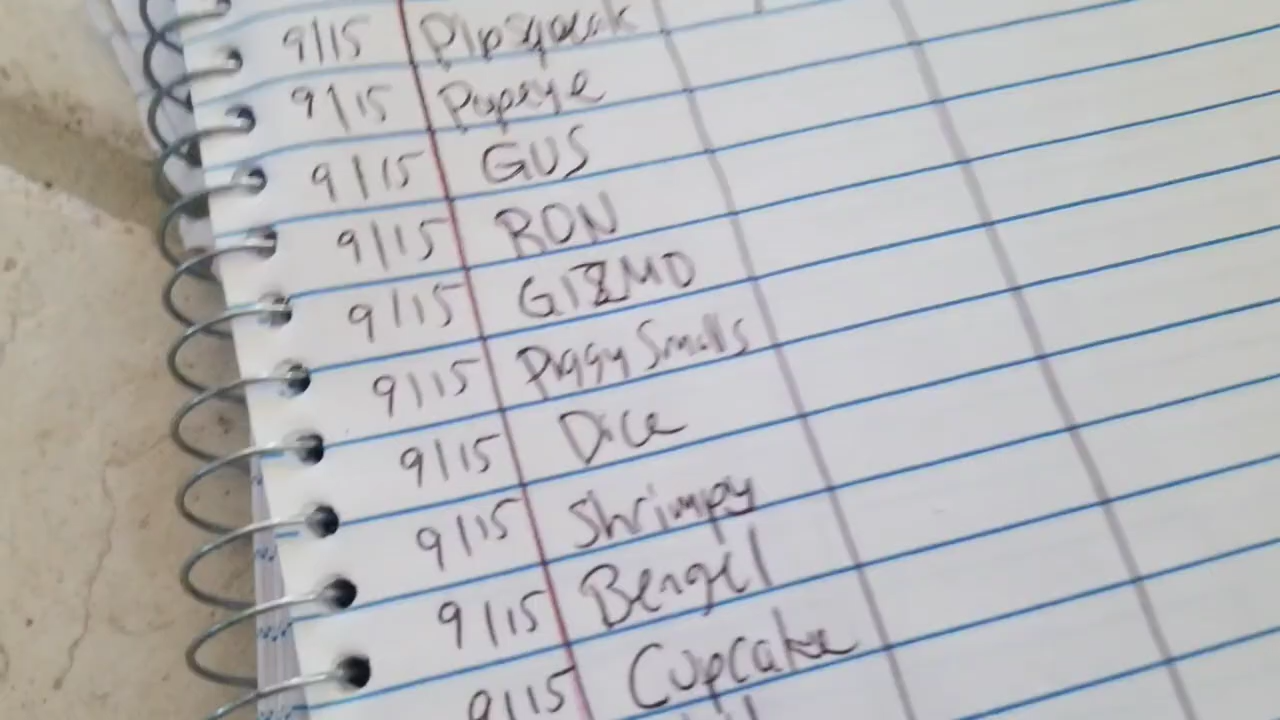 9/15 Pipsqueak
9/15 Popeye
9/15 GUS
9/15 RON
9/15 GIZMO
9/15 Piggy Smalls
9/15 Dice
9/15 Shrimpy
9/15 Bengel
9/15 Cupcake